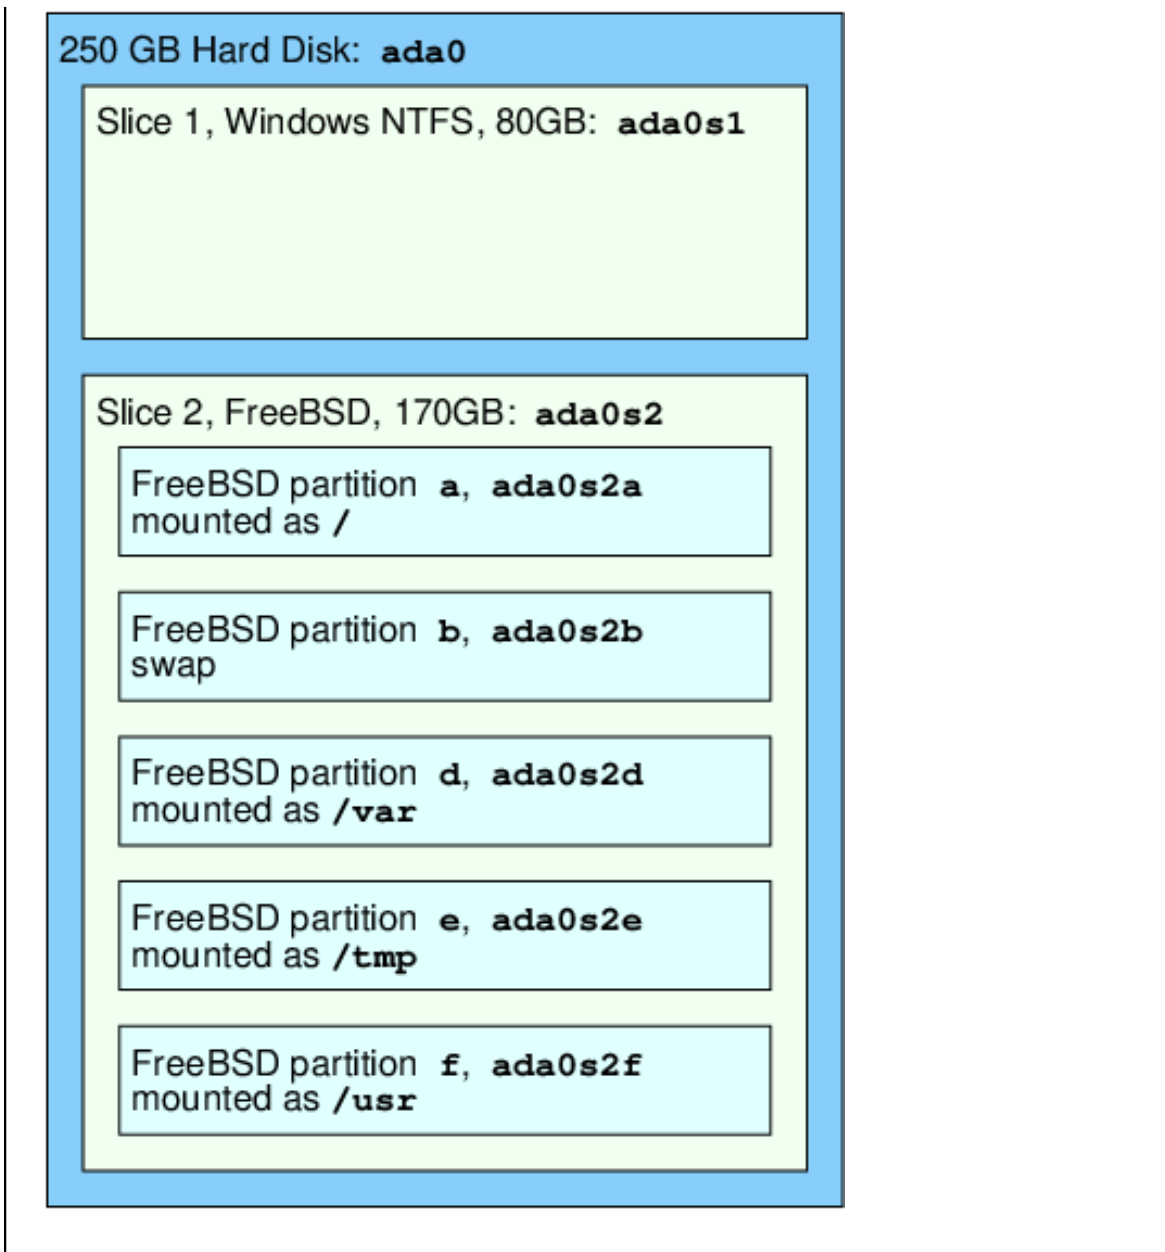 250 GB Hard Disk: ada0
Slice 1, Windows NTFS, 80GB: ada0s1
Slice 2, FreeBSD, 170GB: ada0s2
FreeBSD partition a, ada0s2a
mounted as /
FreeBSD partition b, ada0s2b
swap
FreeBSD partition d, ada0s2d
mounted as /var
FreeBSD partition e, ada0s2e
mounted as /tmp
FreeBSD partition f, ada0s2f
mounted as /usr